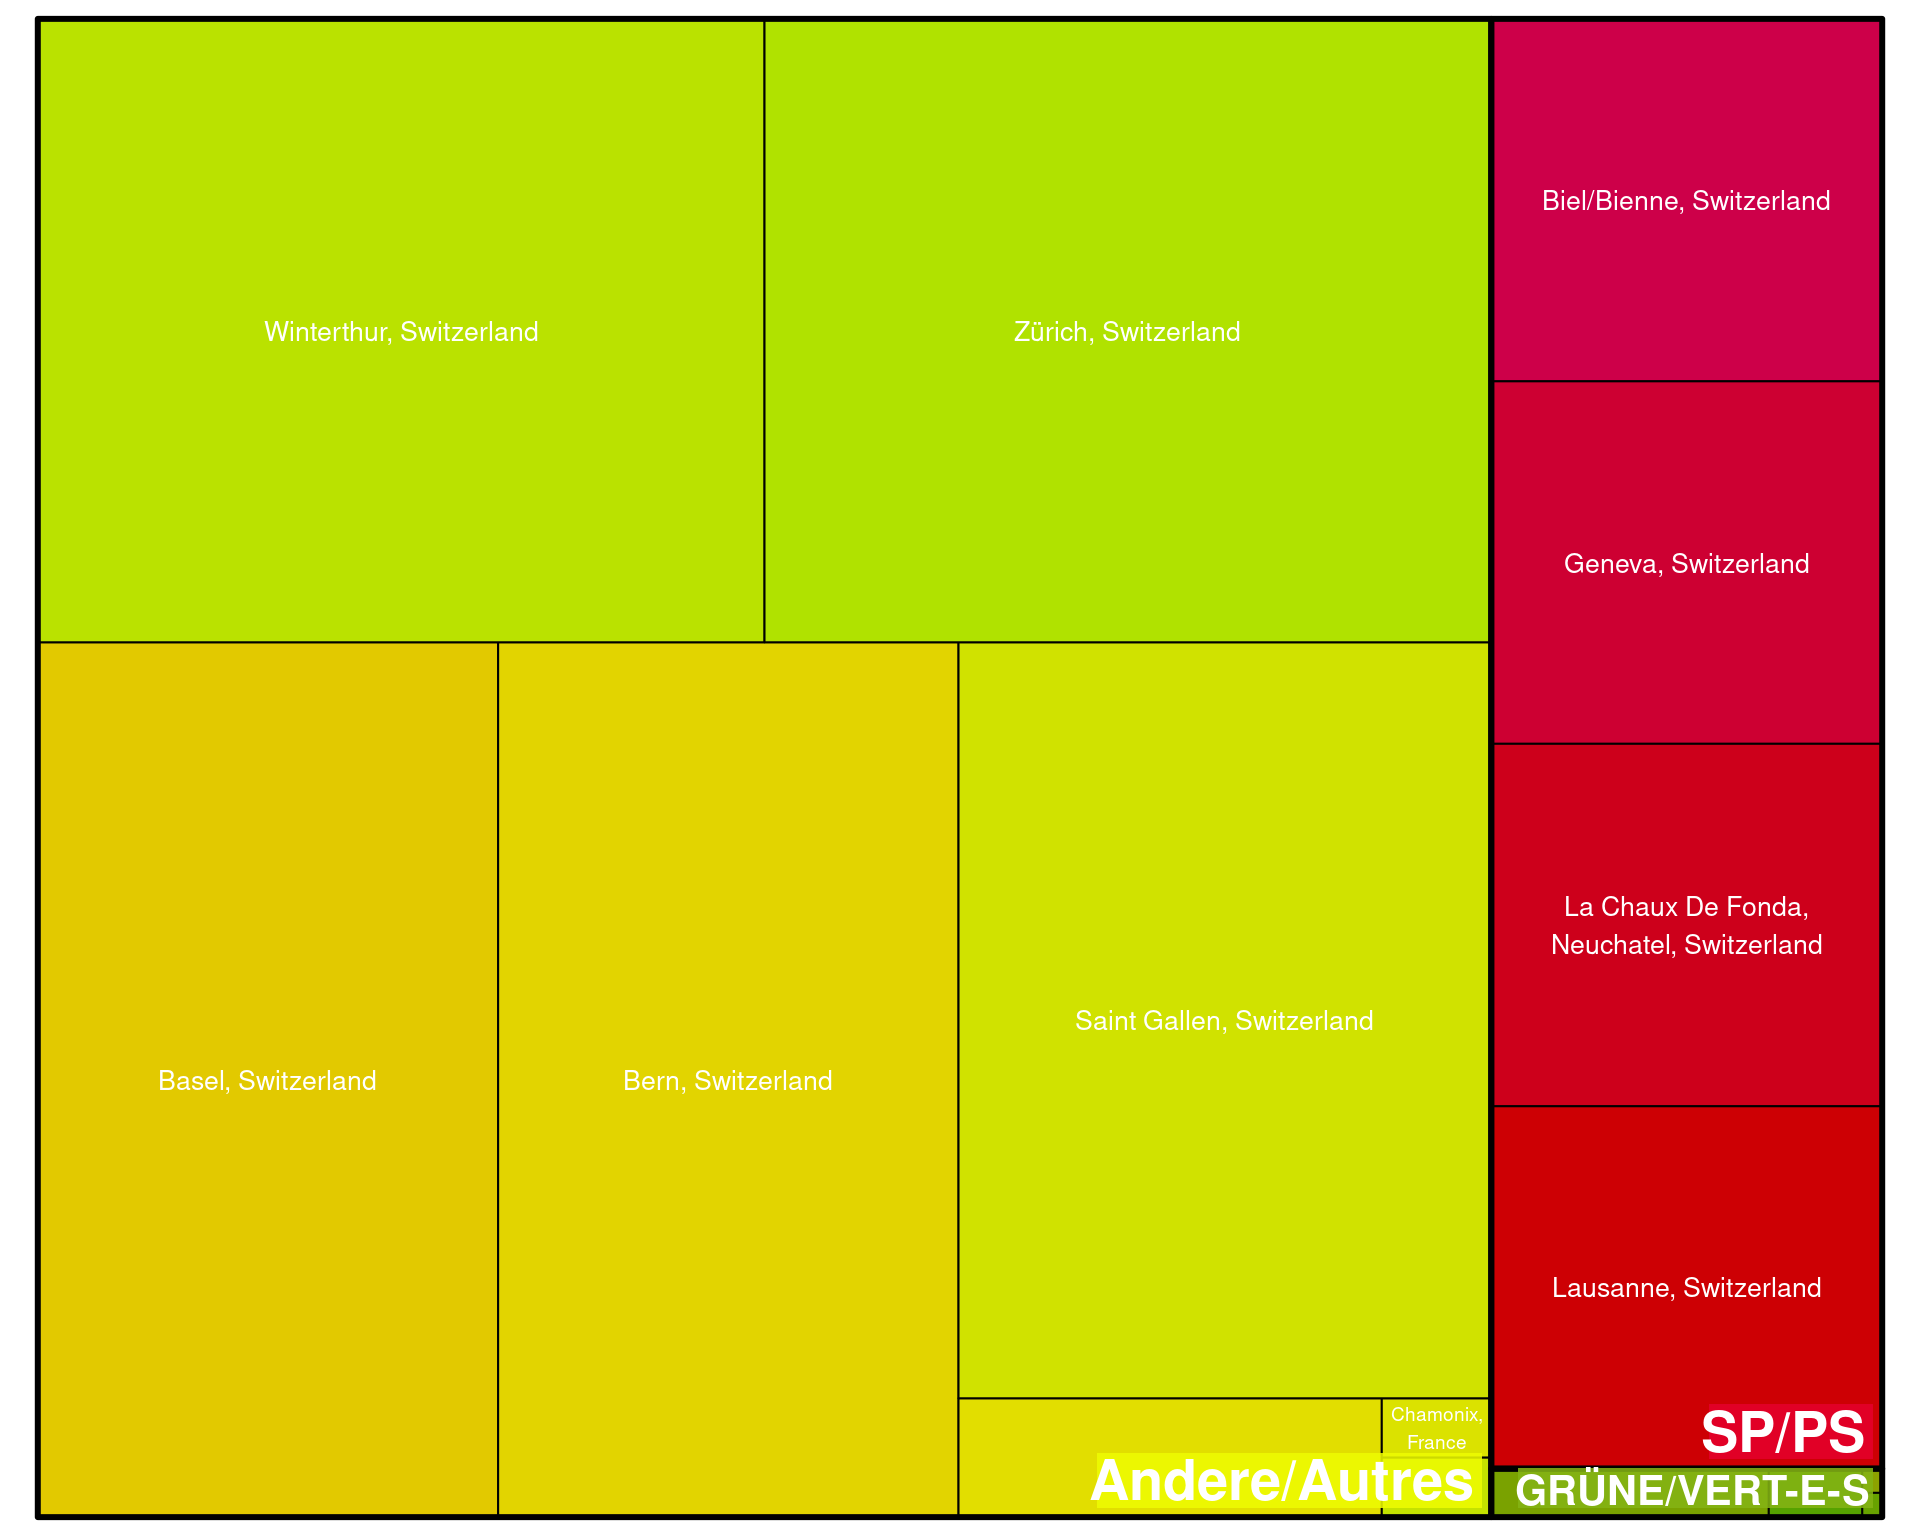 Winterthur, Switzerland
Zürich, Switzerland
Biel/Bienne, Switzerland
Geneva, Switzerland
La Chaux De Fonda,
Neuchatel, Switzerland
Basel, Switzerland
Bern, Switzerland
Saint Gallen, Switzerland
Lausanne, Switzerland
Chamonix,
France
SP/PS
Andere/Autres
GRÜNE/VERT-E-S